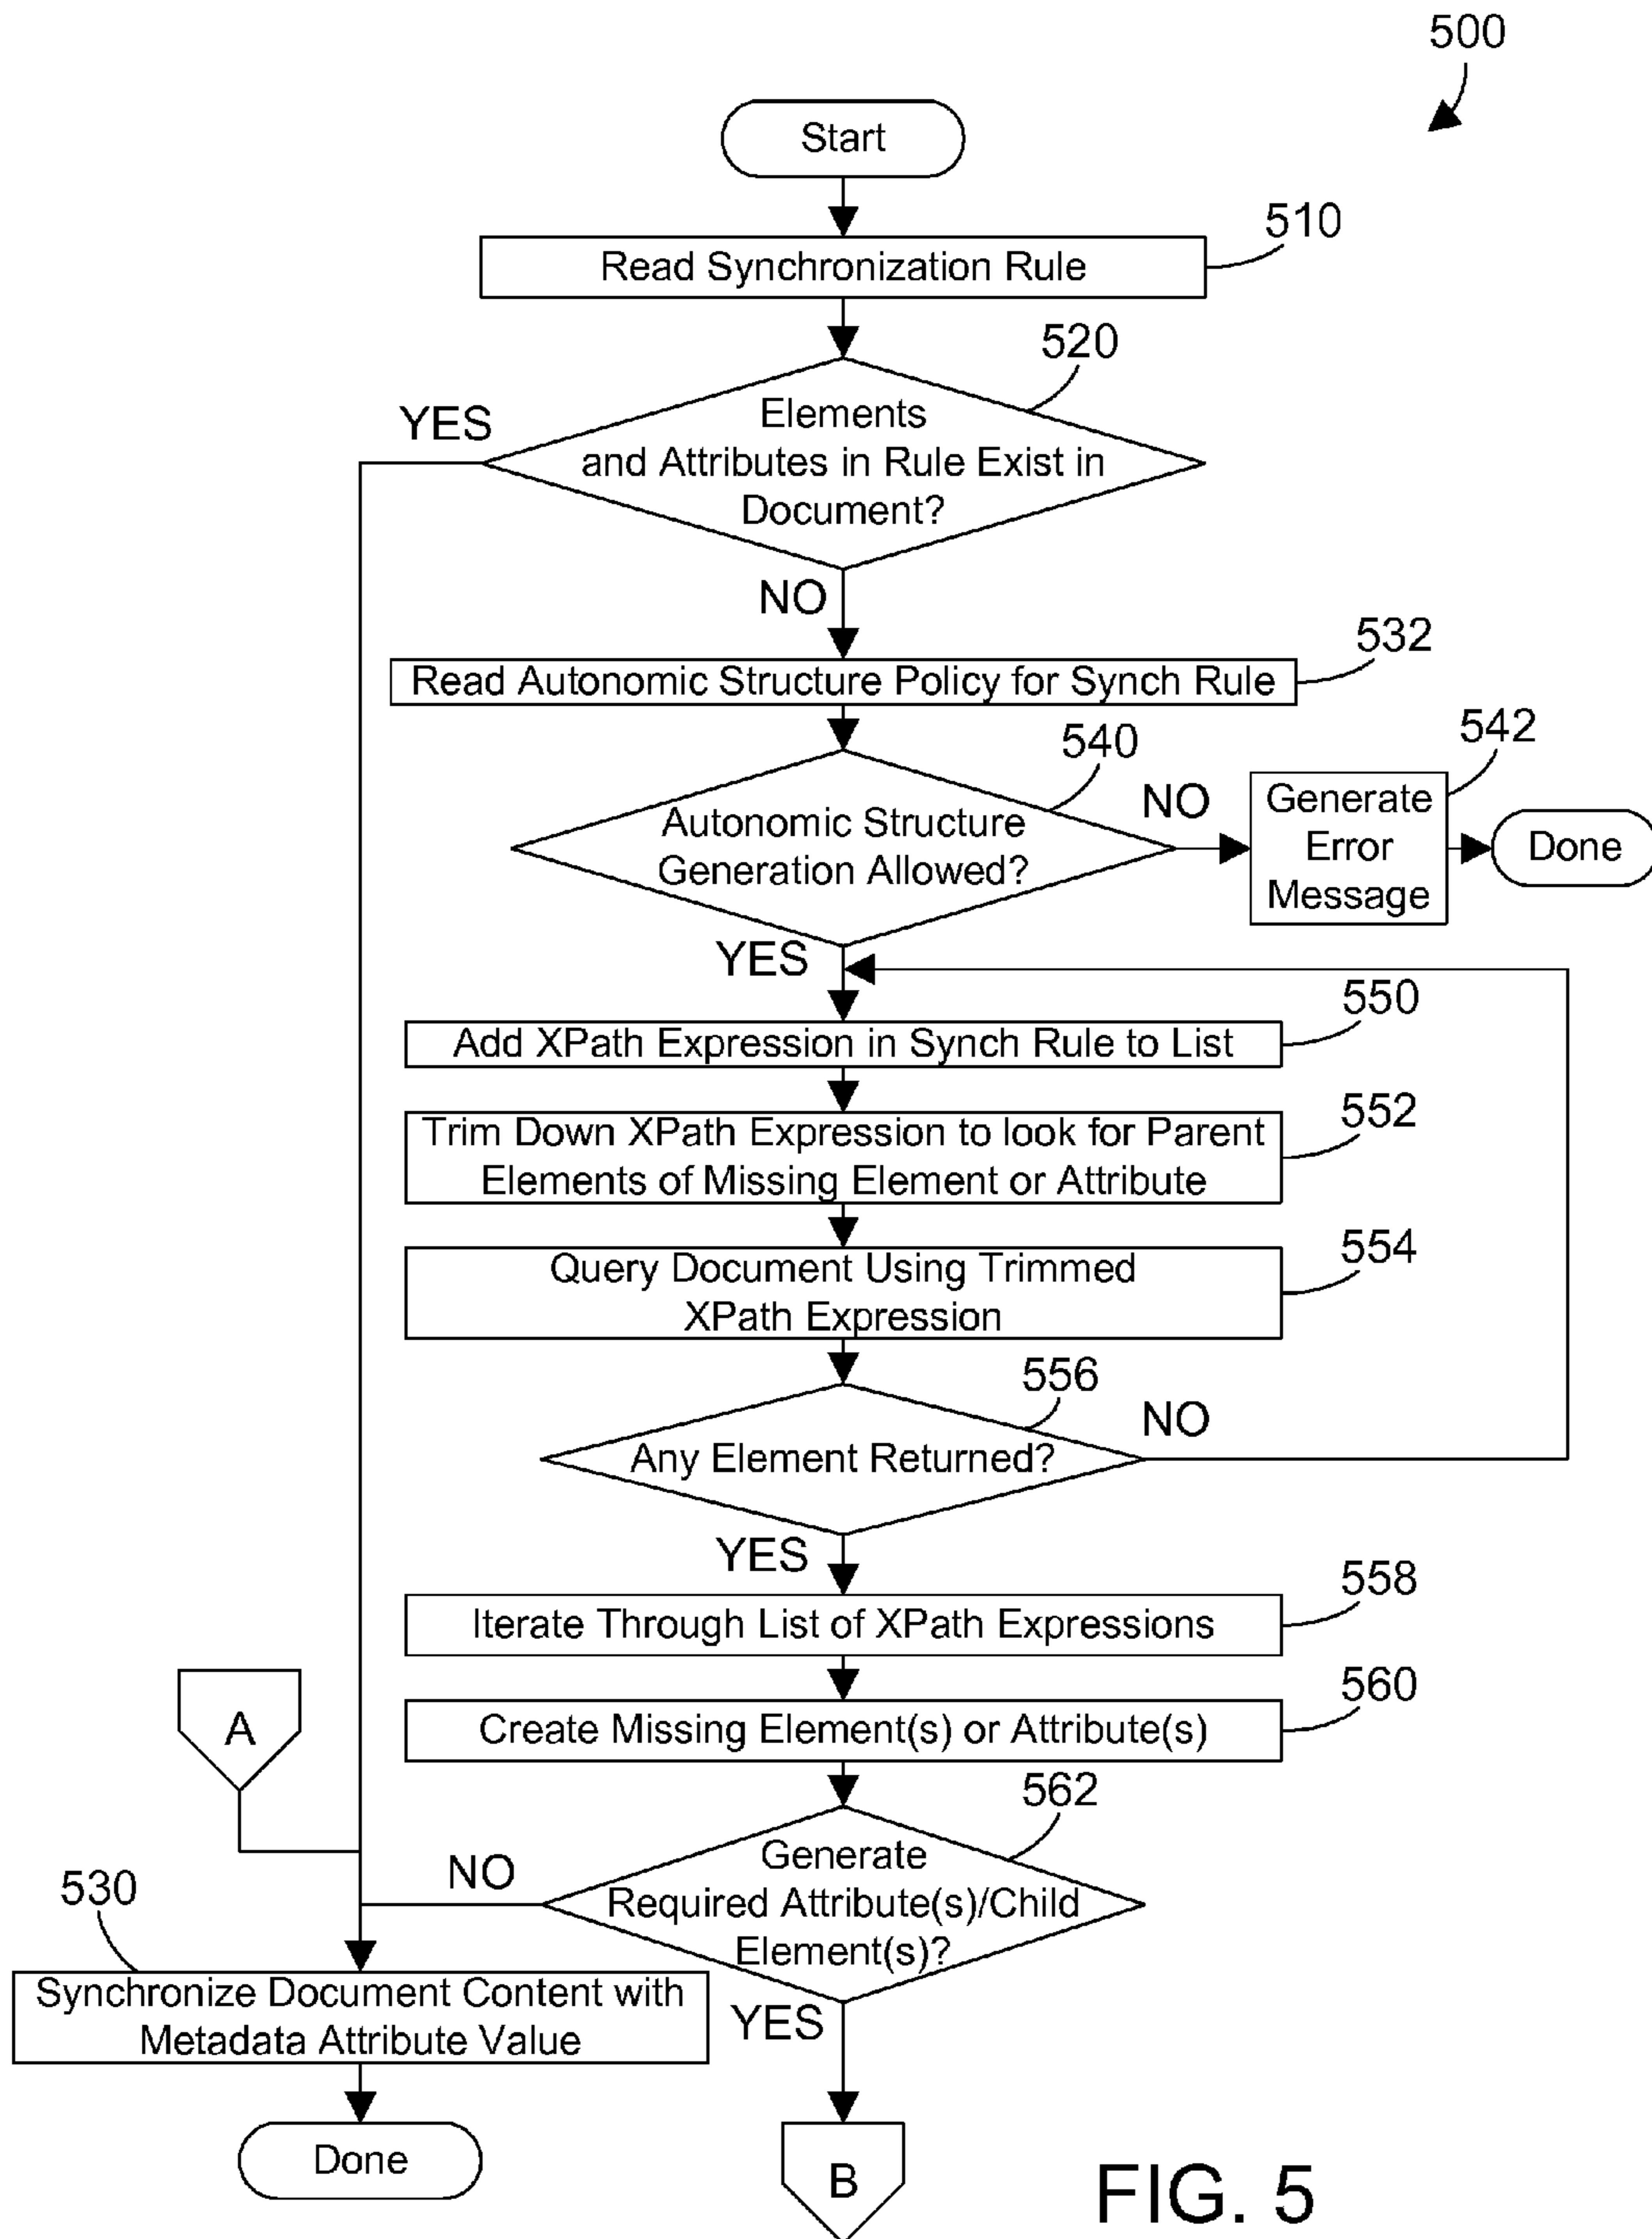 500
Start
510
Read Synchronization Rule
520
YES
Elements
and Attributes in Rule Exist in
Document?
NO
532
Read Autonomic Structure Policy for Synch Rule
540
542
NO
Autonomic Structure
Generation Allowed?
Generate
Error
Message
Done
YES
550
Add XPath Expression in Synch Rule to List
552
Trim Down XPath Expression to look for Parent
Elements of Missing Element or Attribute
554
Query Document Using Trimmed
XPath Expression
556
NO
Any Element Returned?
YES
558
Iterate Through List of XPath Expressions
560
Create Missing Element(s) or Attribute(s)
A
562
NO
Generate
Required Attribute(s)/Child
Element(s)?
530
Synchronize Document Content with
Metadata Attribute Value
YES
Done
B
FIG. 5